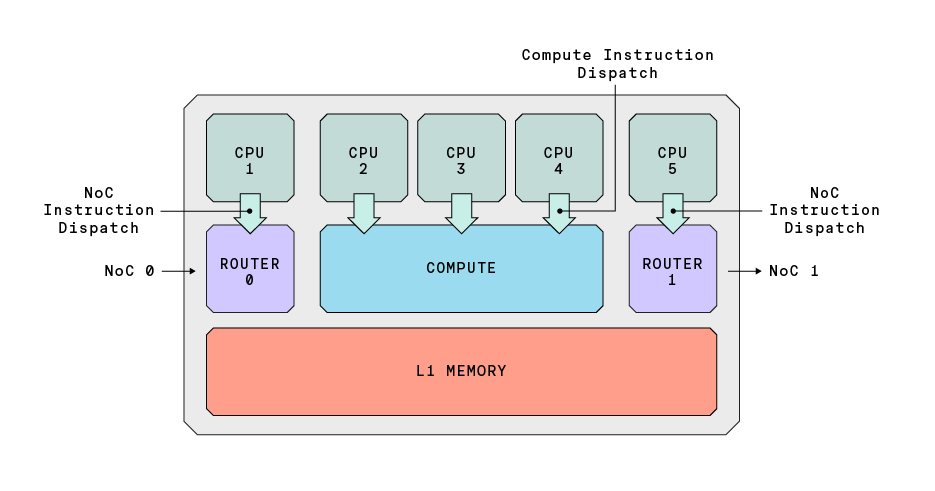 Compute Instruction
Dispatch
CPU
1
CPU
2
CPU
3
CPU
4
CPU
5
NoC
Instruction
Dispatch
NoC
Instruction
Dispatch
NoC 0
ROUTER
0
COMPUTE
ROUTER
1
NoC 1
L1 MEMORY